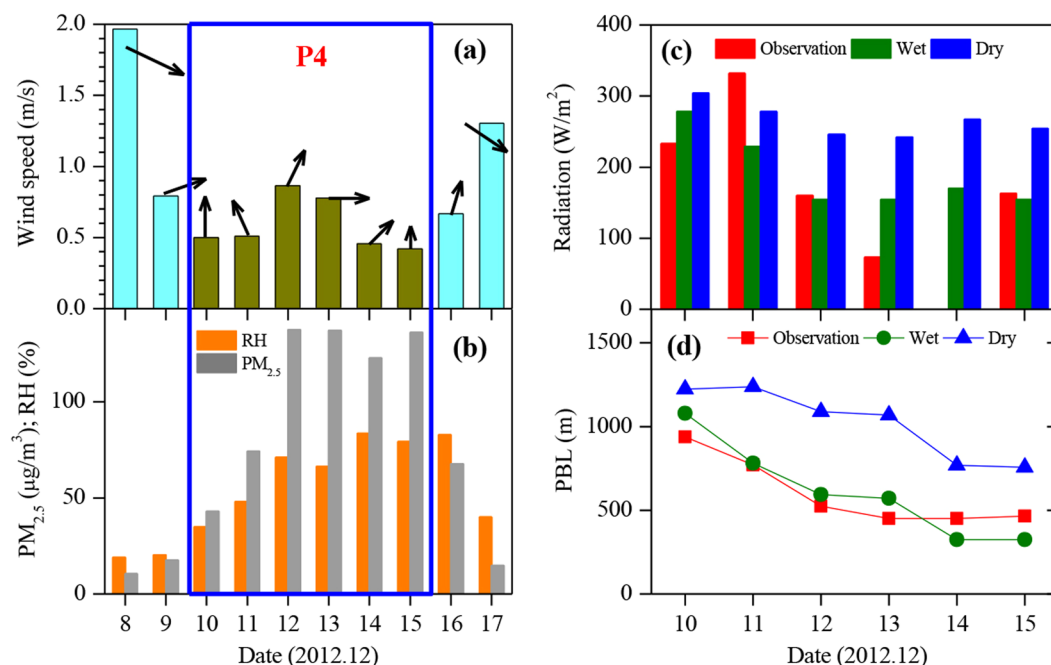 (a)
P4
Wind speed (m/s)
2.0
1.5
1.0
0.5
0.0
(b)
RH
PM2.5
PM2.5 (μg/m3); RH (%)
100
50
0
8 9 10 11 12 13 14 15 16 17
Date (2012.12)
(c)
Observation Wet Dry
Radiation (W/m2)
400
300
200
100
0
(d)
Observation Wet Dry
PBL (m)
1500
1000
500
0
10 11 12 13 14 15
Date (2012.12)